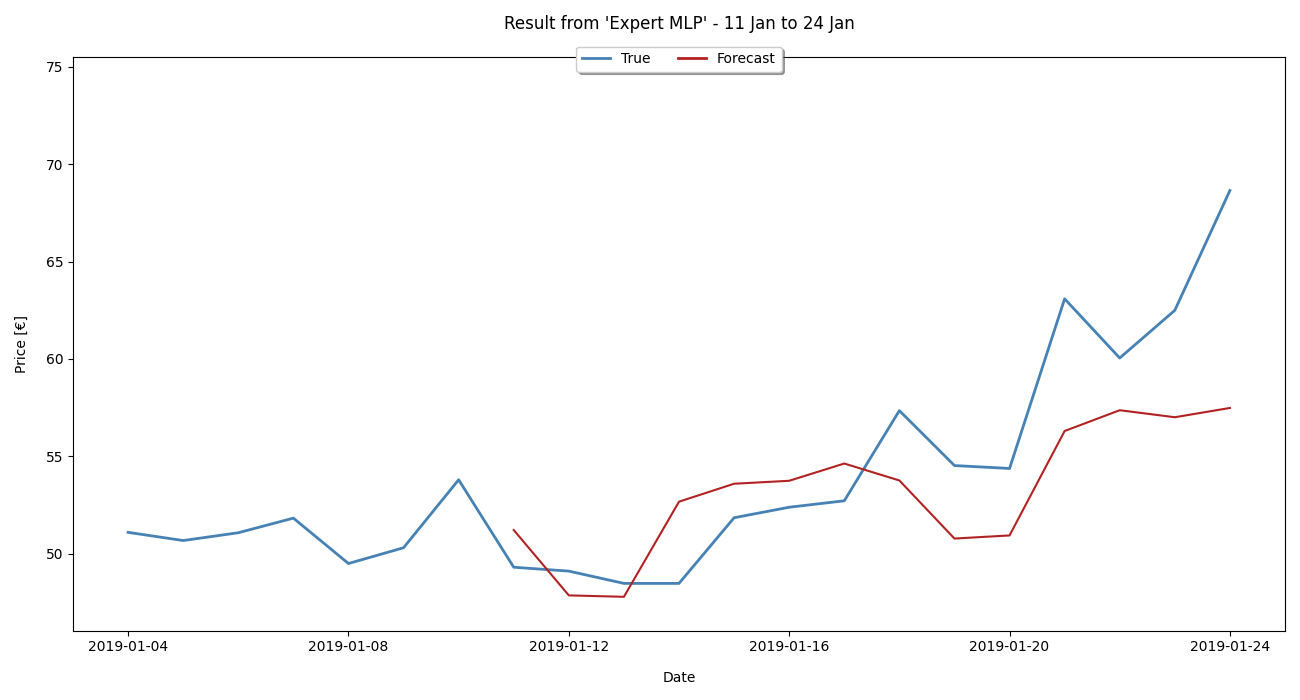 Result from 'Expert MLP' - 11 Jan to 24 Jan
True Forecast
75
70
65
60
55
50
Price [€]
2019-01-04 2019-01-08 2019-01-12 2019-01-16 2019-01-20 2019-01-24
Date